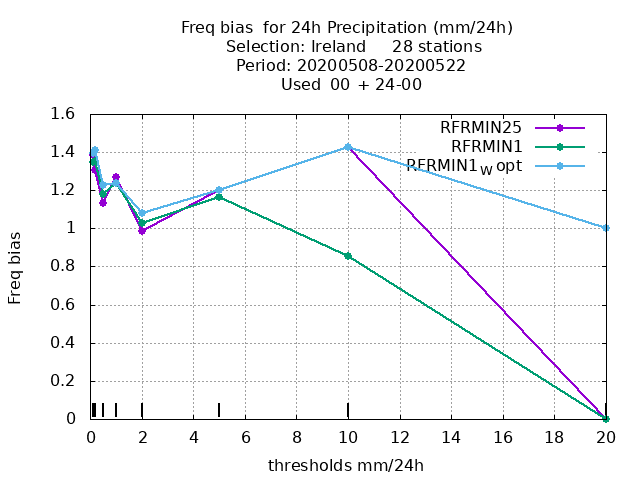 Freq bias  for 24h Precipitation (mm/24h)
Selection: Ireland     28 stations
Period: 20200508-20200522
Used  00 + 24-00
RFRMIN25
RFRMIN1
RFRMIN1_W opt
Freq bias
1.6
1.4
1.2
1
0.8
0.6
0.4
0.2
0
0 2 4 6 8 10 12 14 16 18 20
thresholds mm/24h